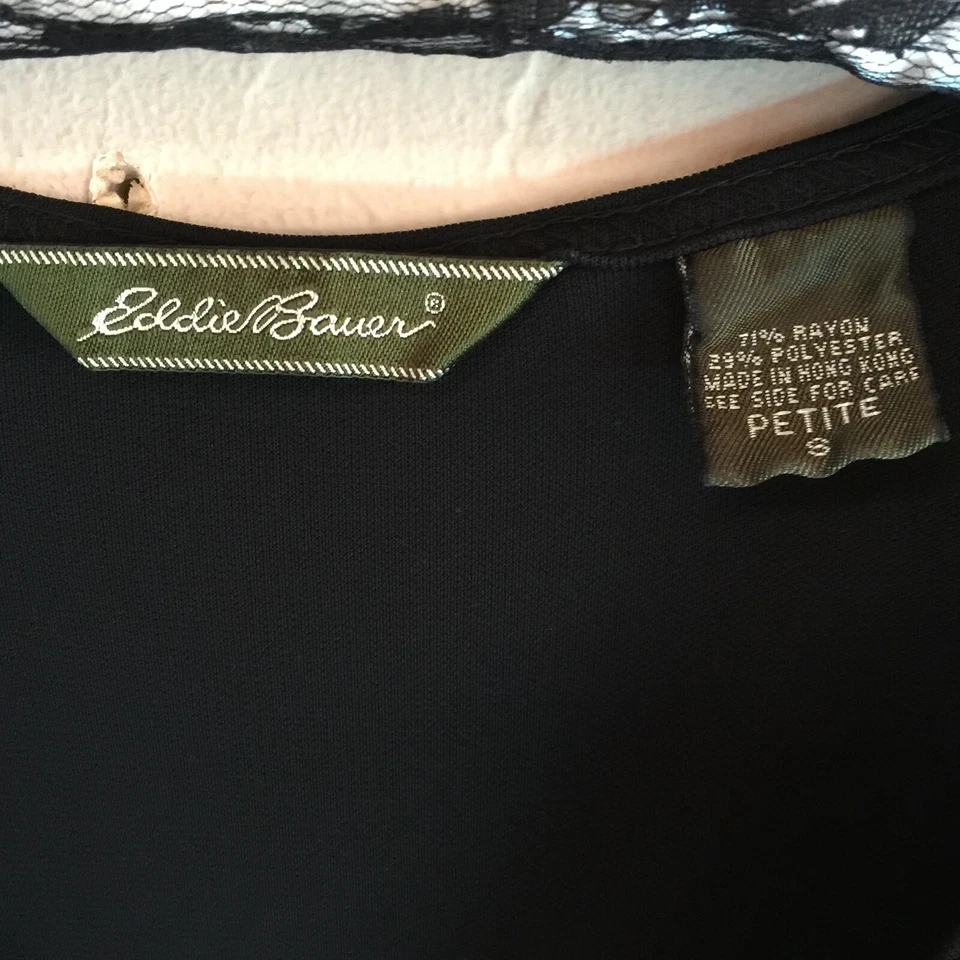 Eddie Bauer®
71% RAYON
29% POLYESTER
MADE IN HONG KONG
SEE SIDE FOR CARE
PETITE
S